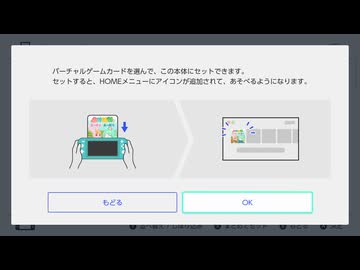 バーチャルゲームカードを選んで、この本体にセットできます。
セットすると、HOMEメニューにアイコンが追加されて、あそべるようになります。
もどる
OK